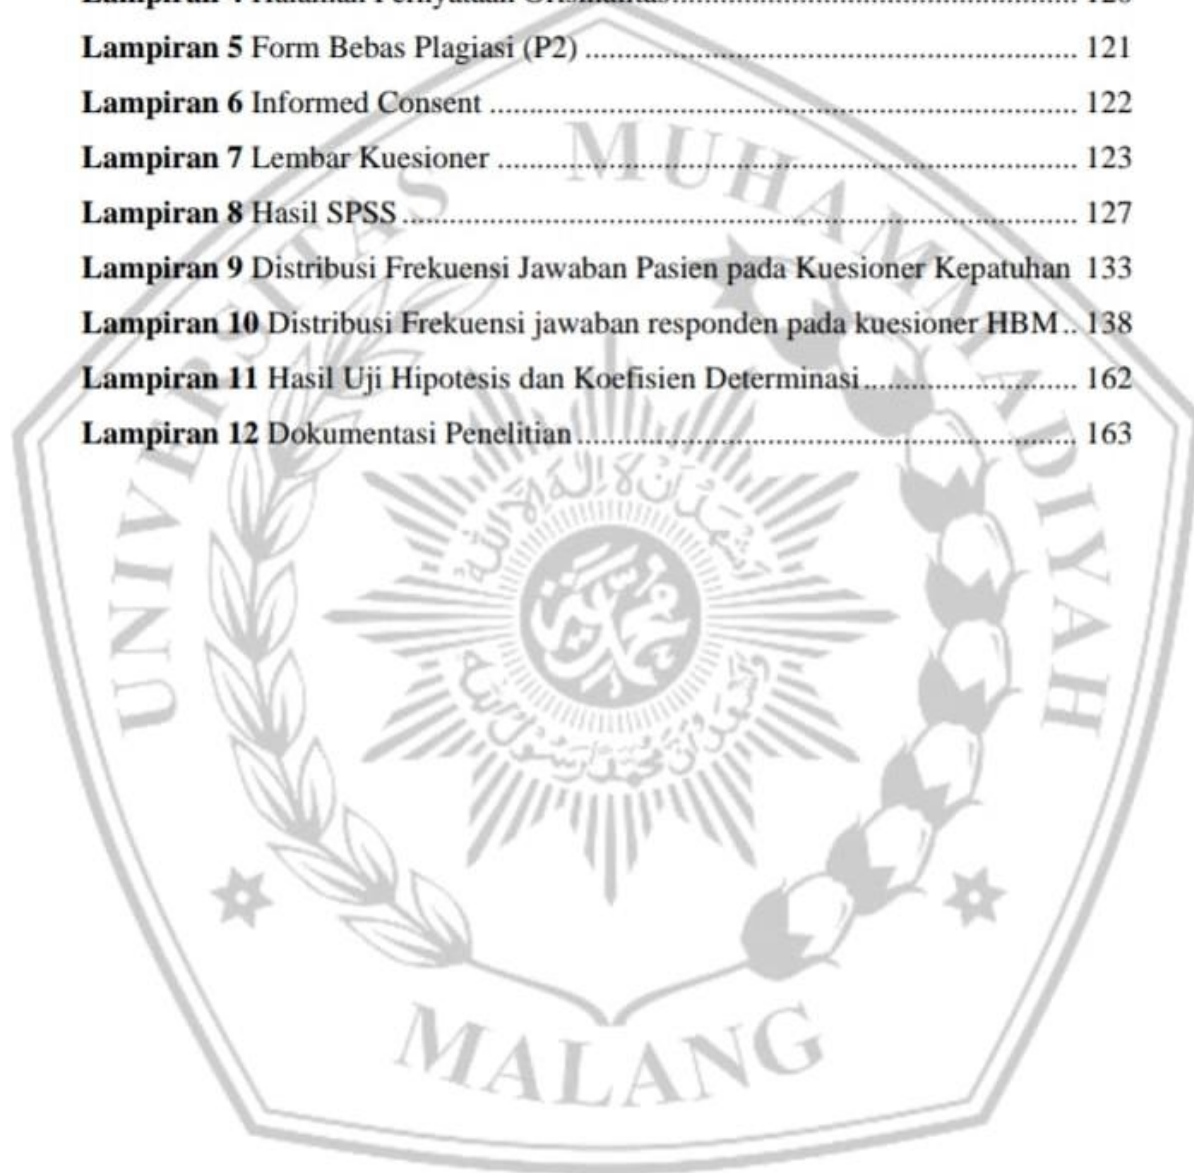 Lampiran 5 Form Bebas Plagiasi (P2) ................................................................ 121
Lampiran 6 Informed Consent ............................................................................ 122
Lampiran 7 Lembar Kuesioner ........................................................................... 123
Lampiran 8 Hasil SPSS ....................................................................................... 127
Lampiran 9 Distribusi Frekuensi Jawaban Pasien pada Kuesioner Kepatuhan 133
Lampiran 10 Distribusi Frekuensi jawaban responden pada kuesioner HBM .. 138
Lampiran 11 Hasil Uji Hipotesis dan Koefisien Determinasi ........................... 162
Lampiran 12 Dokumentasi Penelitian ................................................................ 163
UNIVERSITAS MUHAMMADIYAH
MALANG